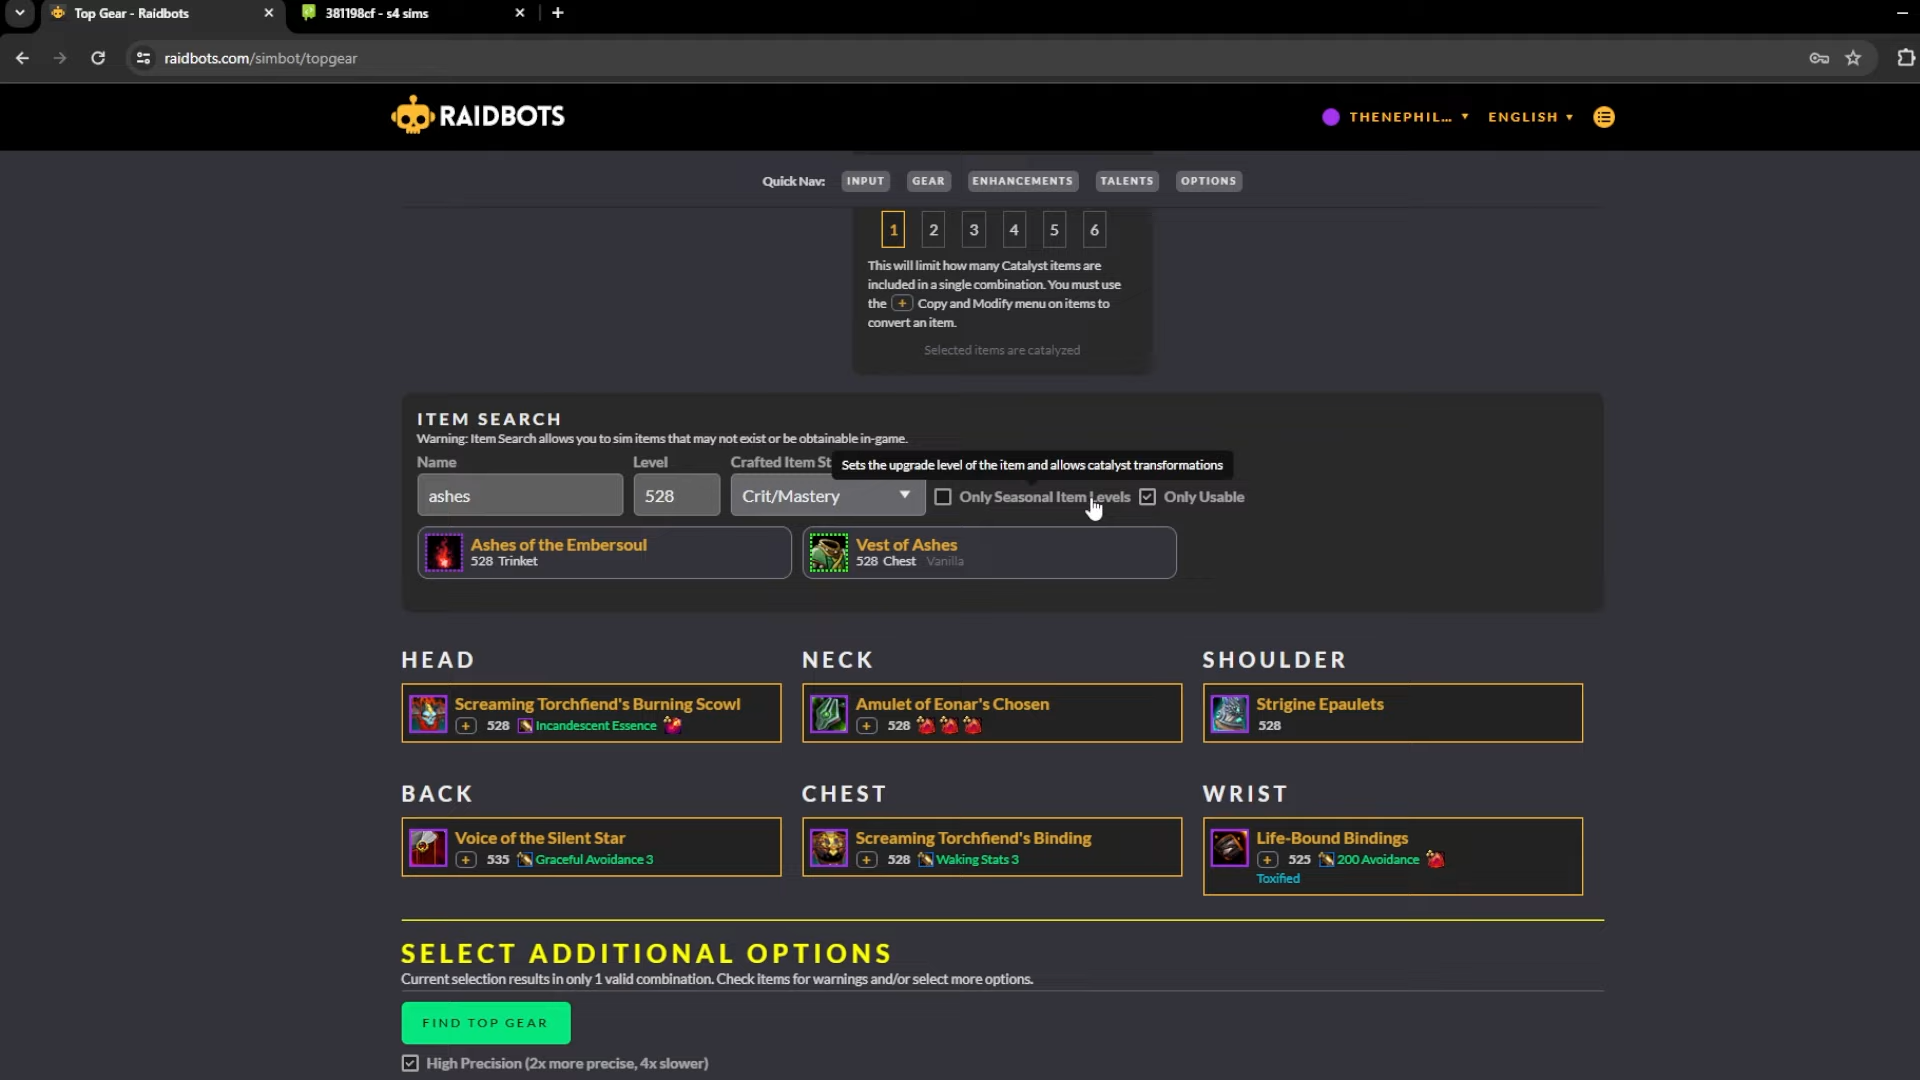 Top Gear - Raidbots
381198cf - s4 sims
raidbots.com/simbot/topgear
RAIDBOTS
THENEPHIL...
ENGLISH
Quick Nav:
INPUT
GEAR
ENHANCEMENTS
TALENTS
OPTIONS
1 2 3 4 5 6
This will limit how many Catalyst items are
included in a single combination. You must use
the + Copy and Modify menu on items to
convert an item.
Selected items are catalyzed
ITEM SEARCH
Warning: Item Search allows you to sim items that may not exist or be obtainable in-game.
Name
Level
Crafted Item St
Sets the upgrade level of the item and allows catalyst transformations
ashes
528
Crit/Mastery
Only Seasonal Item Levels
Only Usable
Ashes of the Embersoul
528 Trinket
Vest of Ashes
528 Chest Vanilla
HEAD
Screaming Torchfiend's Burning Scowl
+ 528 Incandescent Essence
NECK
Amulet of Eonar's Chosen
+ 528
SHOULDER
Strigine Epaulets
528
BACK
Voice of the Silent Star
+ 535 Graceful Avoidance 3
CHEST
Screaming Torchfiend's Binding
+ 528 Waking Stats 3
WRIST
Life-Bound Bindings
+ 525 200 Avoidance
Toxified
SELECT ADDITIONAL OPTIONS
Current selection results in only 1 valid combination. Check items for warnings and/or select more options.
FIND TOP GEAR
High Precision (2x more precise, 4x slower)